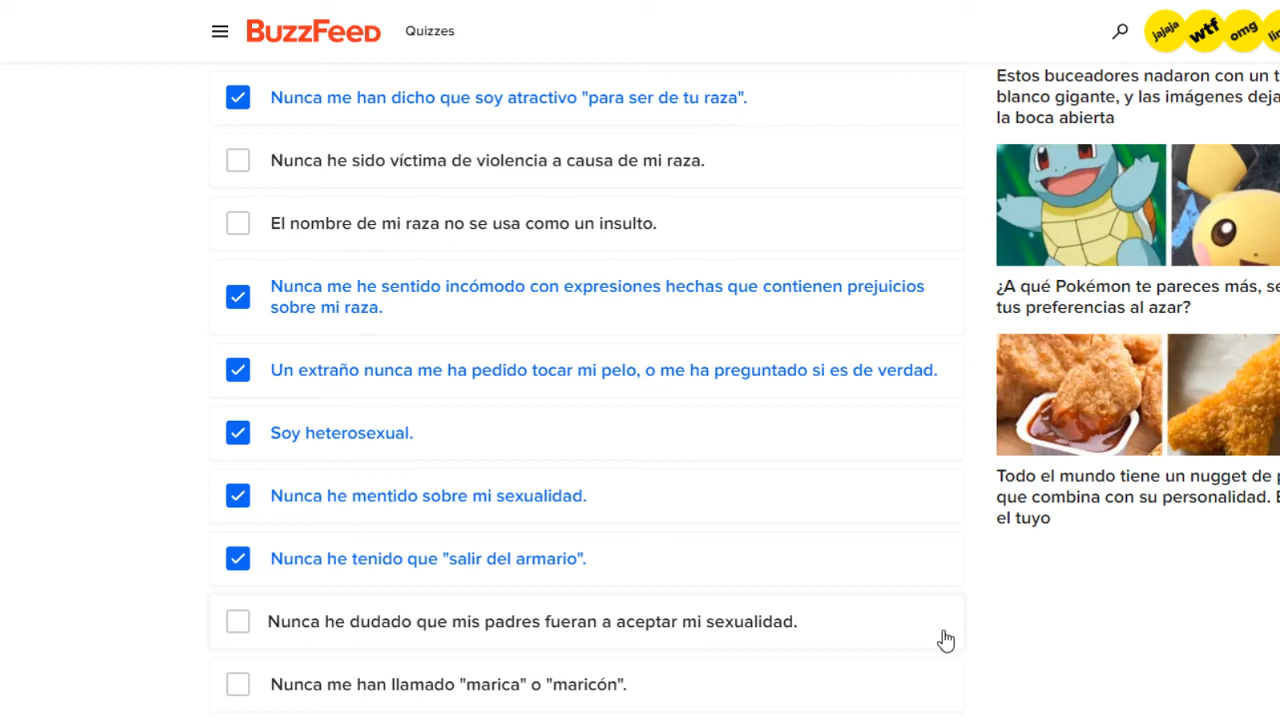 BuzzFeed
Quizzes
jajaja
wtf
omg
Nunca me han dicho que soy atractivo "para ser de tu raza".
Nunca he sido víctima de violencia a causa de mi raza.
El nombre de mi raza no se usa como un insulto.
Nunca me he sentido incómodo con expresiones hechas que contienen prejuicios
sobre mi raza.
Un extraño nunca me ha pedido tocar mi pelo, o me ha preguntado si es de verdad.
Soy heterosexual.
Nunca he mentido sobre mi sexualidad.
Nunca he tenido que "salir del armario".
Nunca he dudado que mis padres fueran a aceptar mi sexualidad.
Nunca me han llamado "marica" o "maricón".
Estos buceadores nadaron con un t
blanco gigante, y las imágenes deja
la boca abierta
¿A qué Pokémon te pareces más, se
tus preferencias al azar?
Todo el mundo tiene un nugget de p
que combina con su personalidad. E
el tuyo